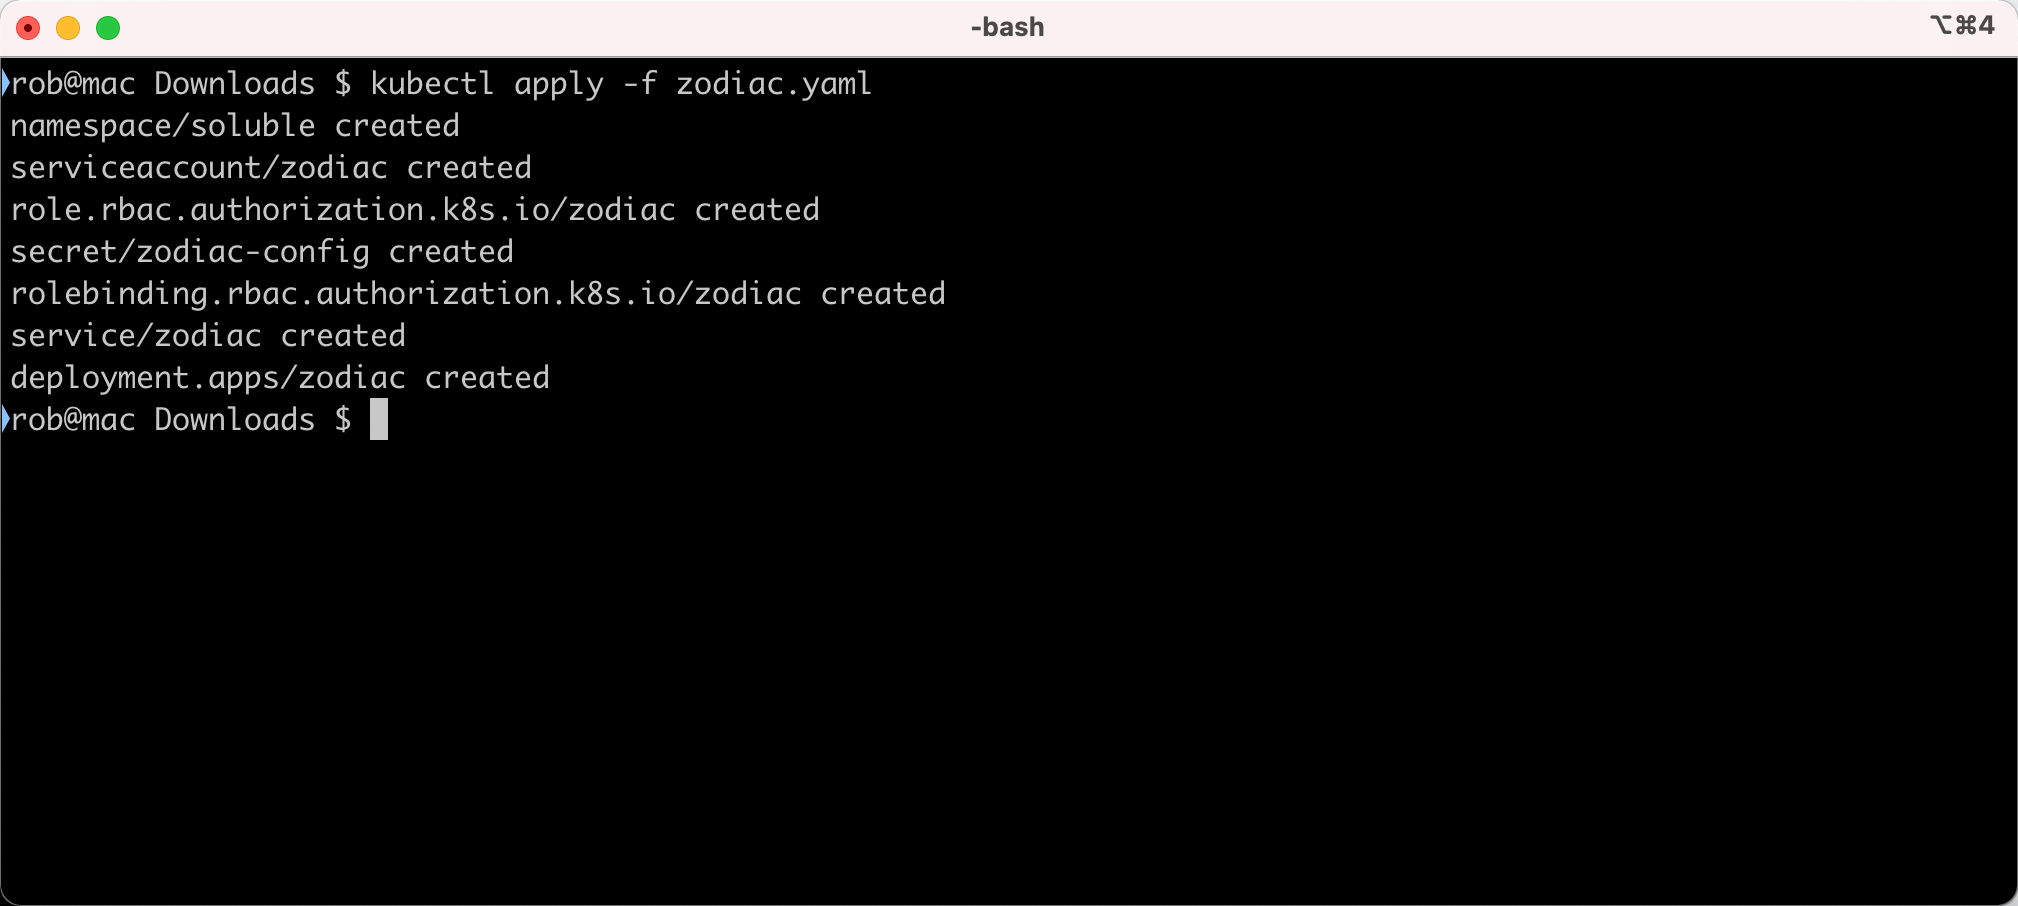 -bash
⌥⌘4
rob@mac Downloads $ kubectl apply -f zodiac.yaml
namespace/soluble created
serviceaccount/zodiac created
role.rbac.authorization.k8s.io/zodiac created
secret/zodiac-config created
rolebinding.rbac.authorization.k8s.io/zodiac created
service/zodiac created
deployment.apps/zodiac created
rob@mac Downloads $